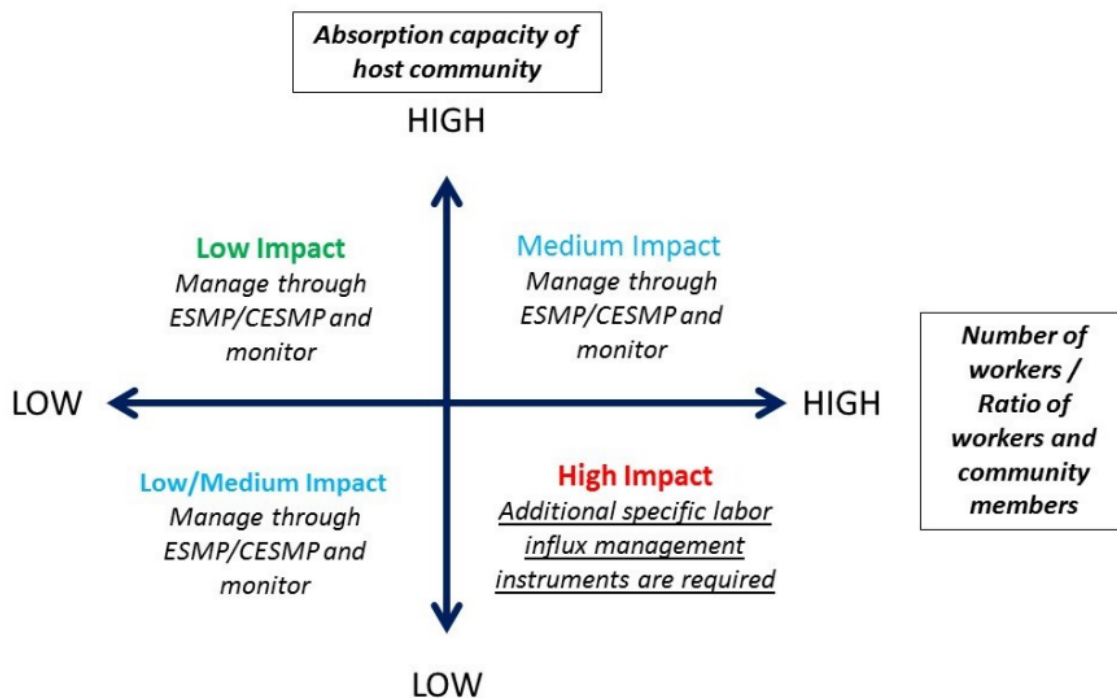 Absorption capacity of
host community
HIGH
Low Impact
Manage through
ESMP/CESMP and
monitor
Medium Impact
Manage through
ESMP/CESMP and
monitor
LOW
HIGH
Number of
workers /
Ratio of
workers and
community
members
Low/Medium Impact
Manage through
ESMP/CESMP and
monitor
High Impact
Additional specific labor
influx management
instruments are required
LOW